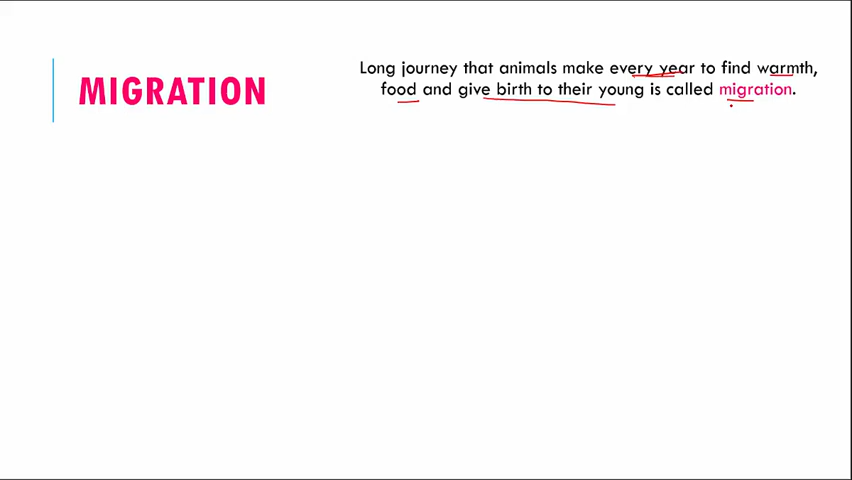 MIGRATION
Long journey that animals make every year to find warmth,
food and give birth to their young is called migration.